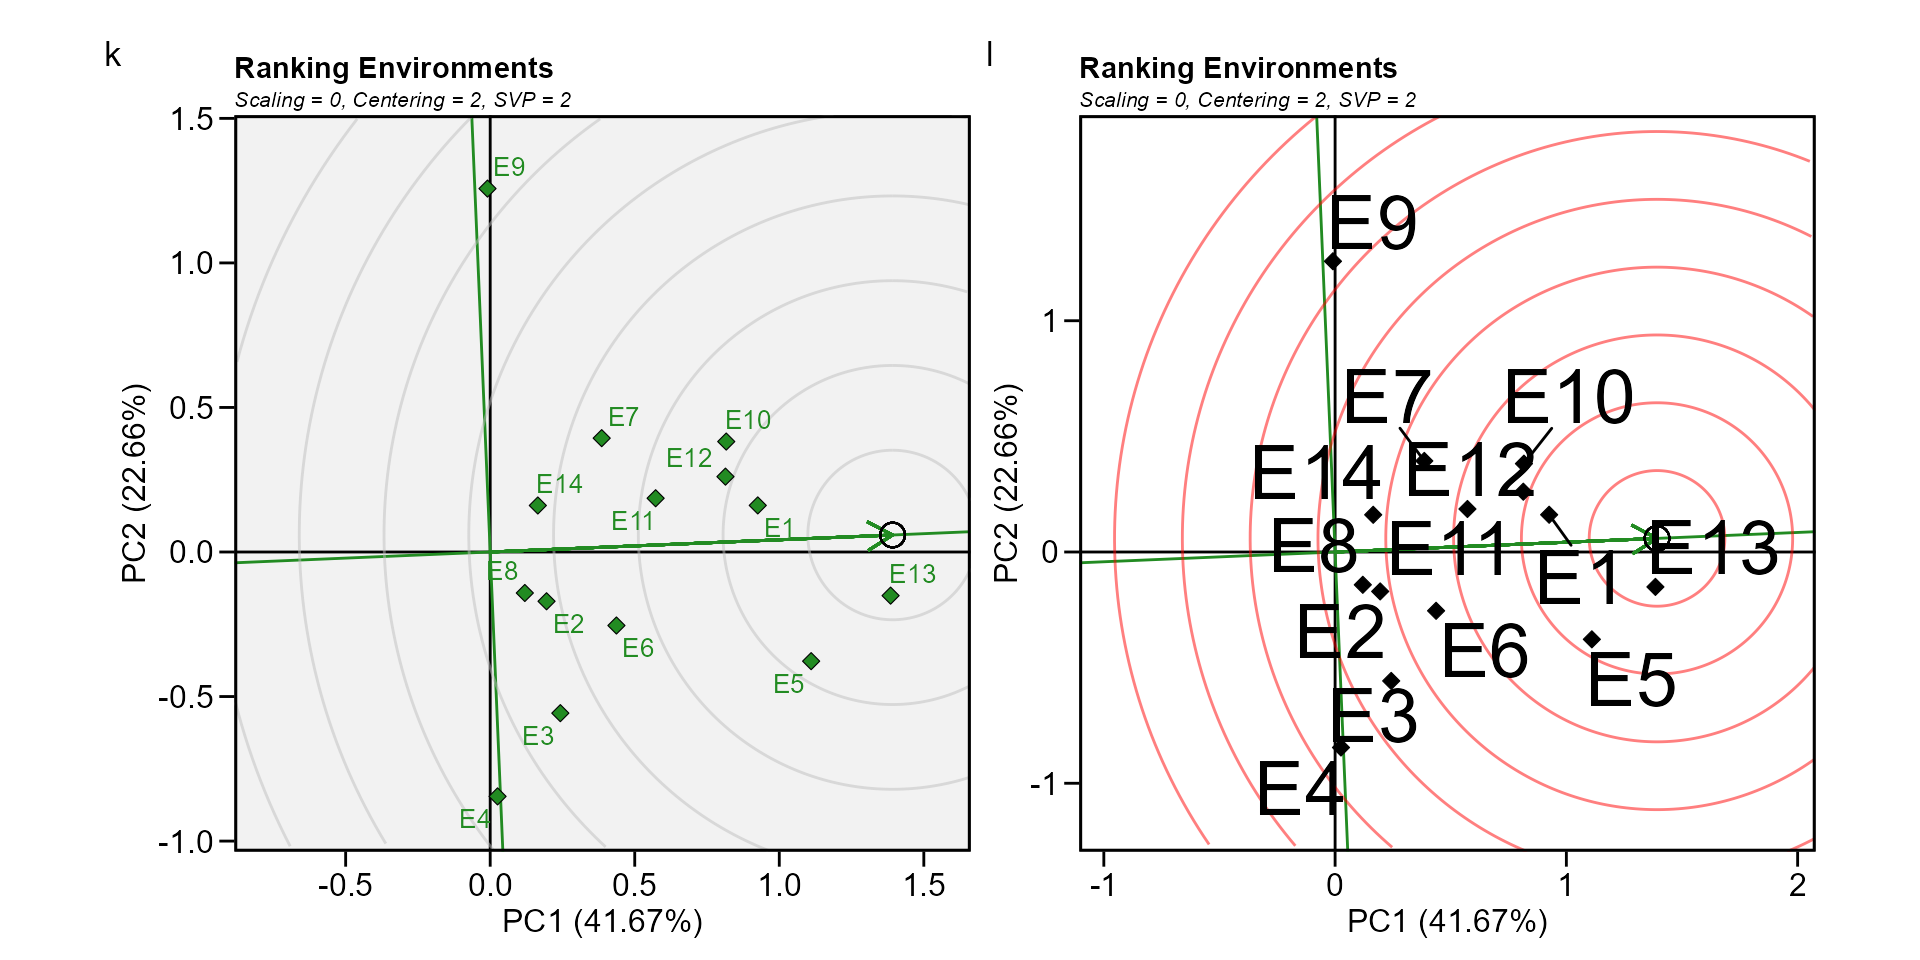 k
Ranking Environments
Scaling = 0, Centering = 2, SVP = 2
1.5
1.0
0.5
0.0
-0.5
-1.0
PC2 (22.66%)
E9
E7
E10
E12
E14
E11
E1
E8
E13
E2
E6
E5
E3
E4
-0.5
0.0
0.5
1.0
1.5
PC1 (41.67%)
l
Ranking Environments
Scaling = 0, Centering = 2, SVP = 2
1
0
-1
PC2 (22.66%)
E9
E7
E10
E14
E12
E8
E11
E13
E1
E2
E6
E5
E3
E4
-1
0
1
2
PC1 (41.67%)